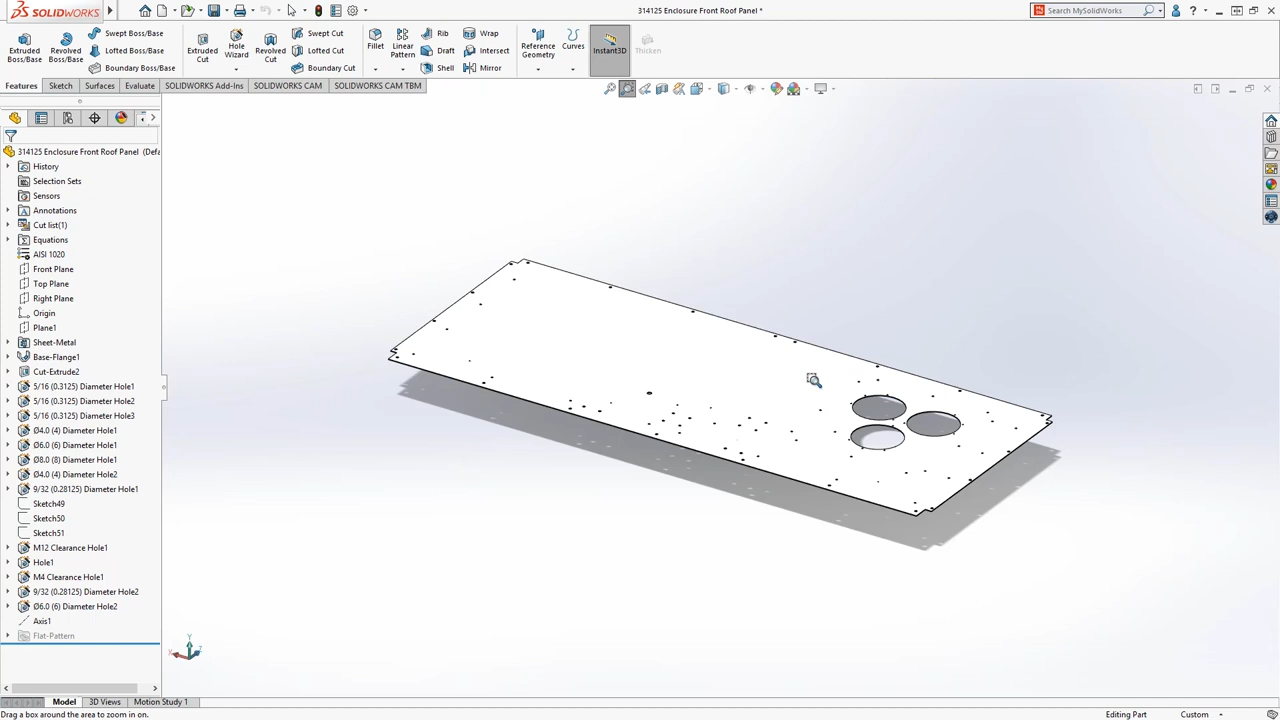 SOLIDWORKS
314125 Enclosure Front Roof Panel *
Search MySolidWorks
Extruded Boss/Base
Revolved Boss/Base
Swept Boss/Base
Lofted Boss/Base
Boundary Boss/Base
Extruded Cut
Hole Wizard
Revolved Cut
Swept Cut
Lofted Cut
Boundary Cut
Fillet
Linear Pattern
Rib
Draft
Shell
Wrap
Intersect
Mirror
Reference Geometry
Curves
Instant3D
Thicken
Features
Sketch
Surfaces
Evaluate
SOLIDWORKS Add-Ins
SOLIDWORKS CAM
SOLIDWORKS CAM TBM
314125 Enclosure Front Roof Panel (Defa
History
Selection Sets
Sensors
Annotations
Cut list(1)
Equations
AISI 1020
Front Plane
Top Plane
Right Plane
Origin
Plane1
Sheet-Metal
Base-Flange1
Cut-Extrude2
5/16 (0.3125) Diameter Hole1
5/16 (0.3125) Diameter Hole2
5/16 (0.3125) Diameter Hole3
Ø4.0 (4) Diameter Hole1
Ø6.0 (6) Diameter Hole1
Ø8.0 (8) Diameter Hole1
Ø4.0 (4) Diameter Hole2
9/32 (0.28125) Diameter Hole1
Sketch49
Sketch50
Sketch51
M12 Clearance Hole1
Hole1
M4 Clearance Hole1
9/32 (0.28125) Diameter Hole2
Ø6.0 (6) Diameter Hole2
Axis1
Flat-Pattern
Y
Model
3D Views
Motion Study 1
Drag a box around the area to zoom in on.
Editing Part
Custom